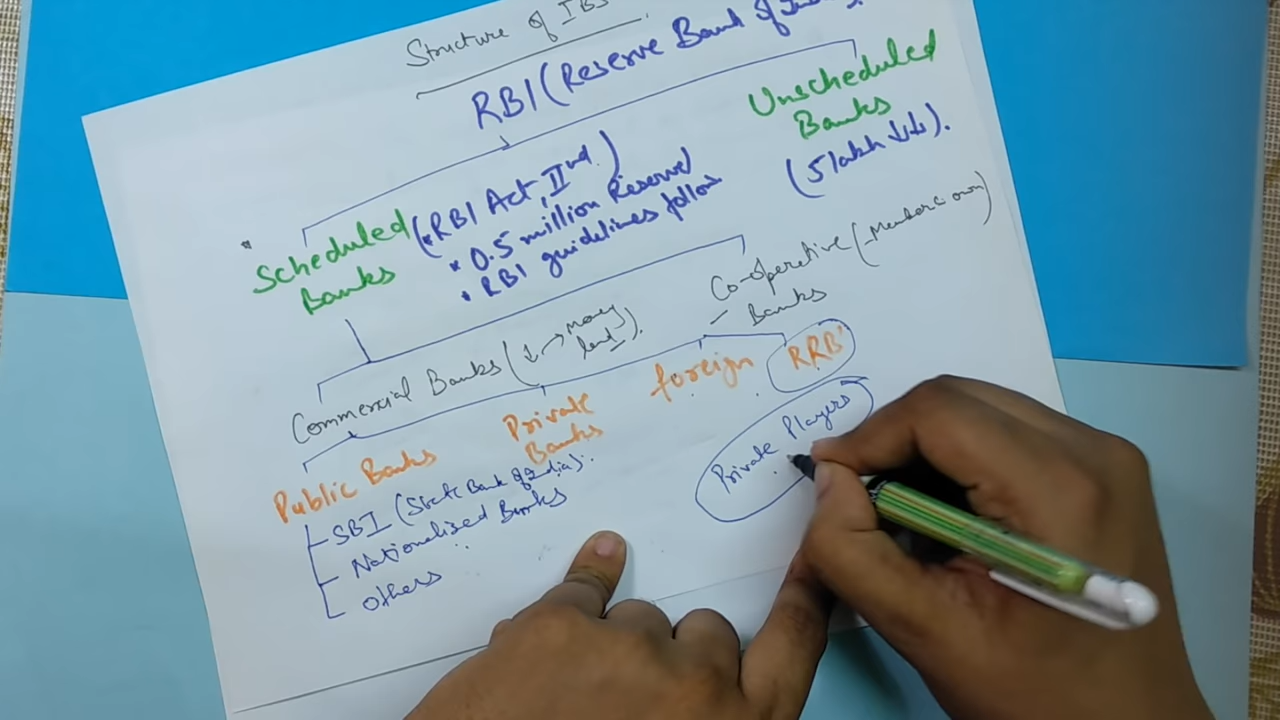 Structure of IBS
RBI (Reserve Bank of
Unscheduled
Banks
(5 lakh ↓↓).
* Scheduled
Banks
(*RBI Act, IInd.)
* 0.5 million Reserved
* RBI guidelines follow
Co-operative (-Members own)
- Banks
Commercial Banks (↓→ money
lend).
Public Banks
Private
Banks
foreign
RRB'
Private Players
SBI (State Bank of India).
Nationalised Banks
others